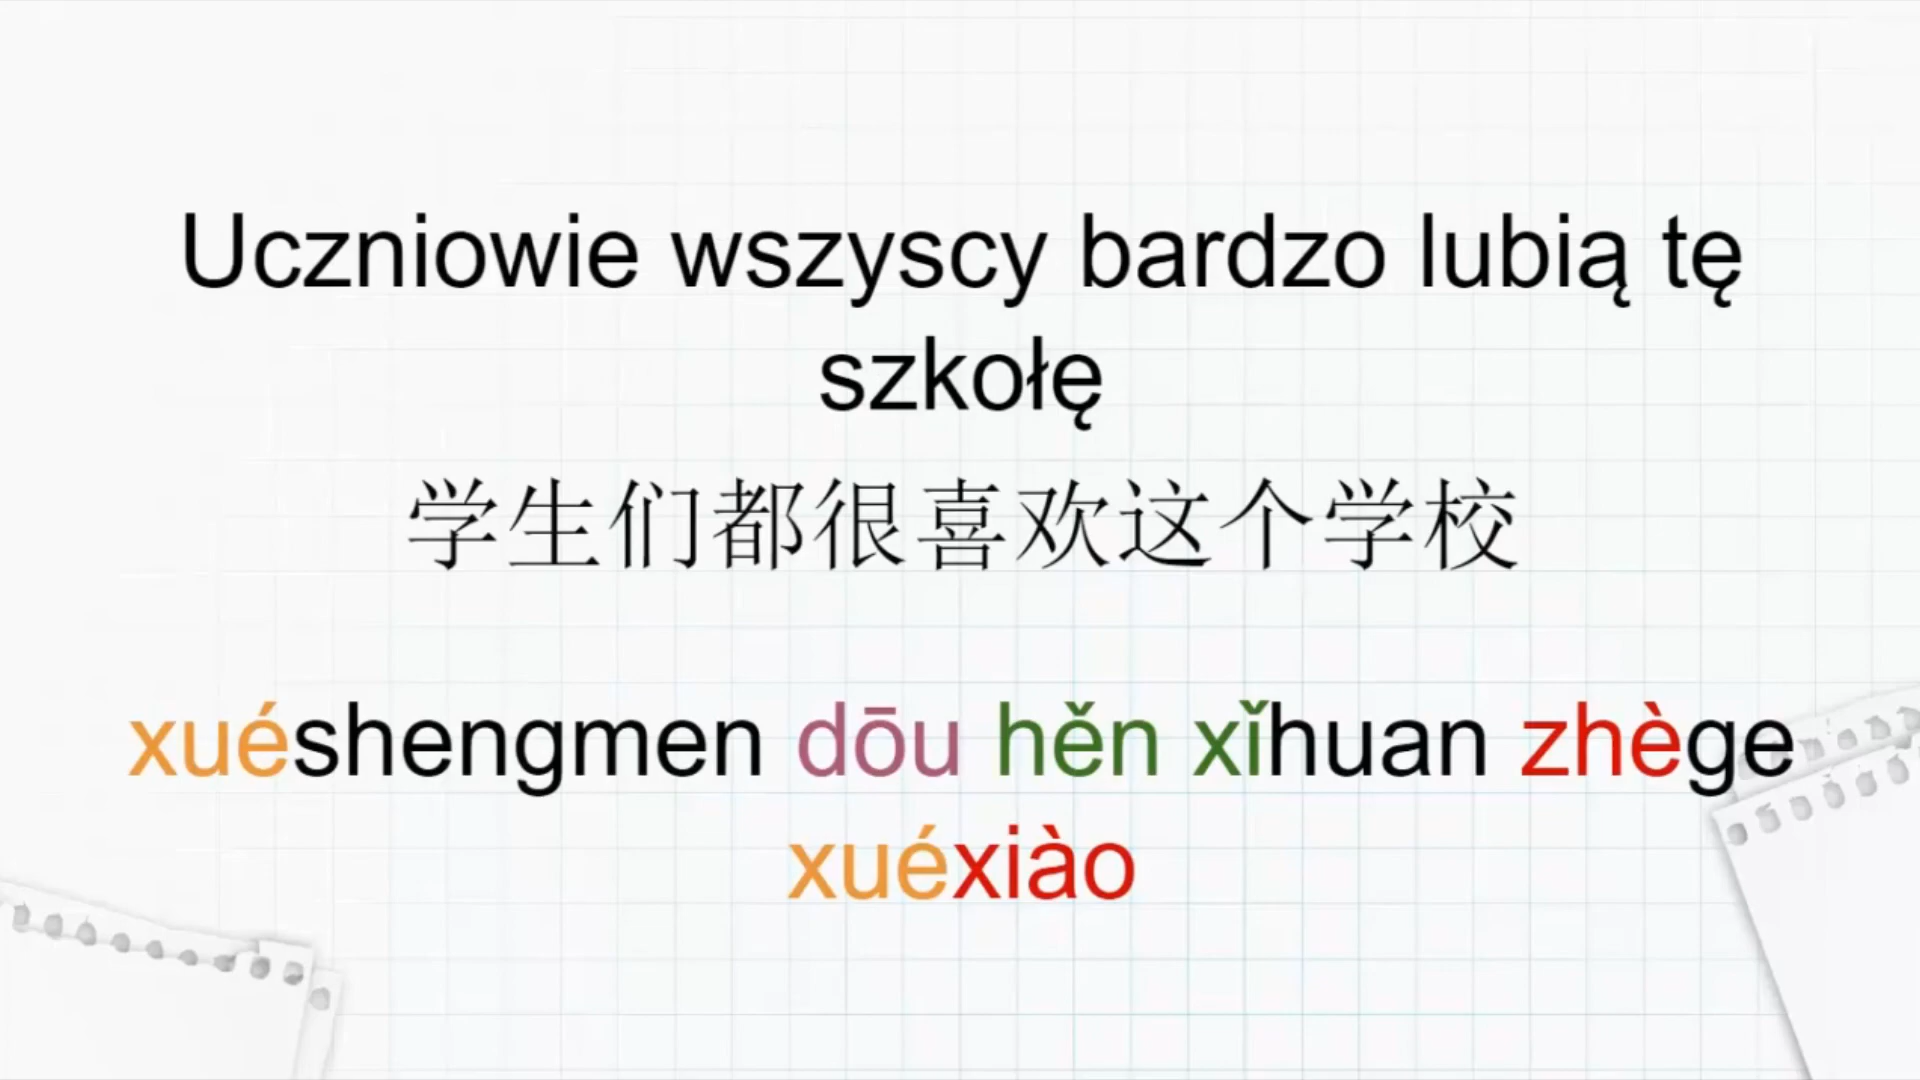 Uczniowie wszyscy bardzo lubią tę
szkołę
学生们都很喜欢这个学校
xuéshengmen dōu hěn xǐhuan zhège
xuéxiào